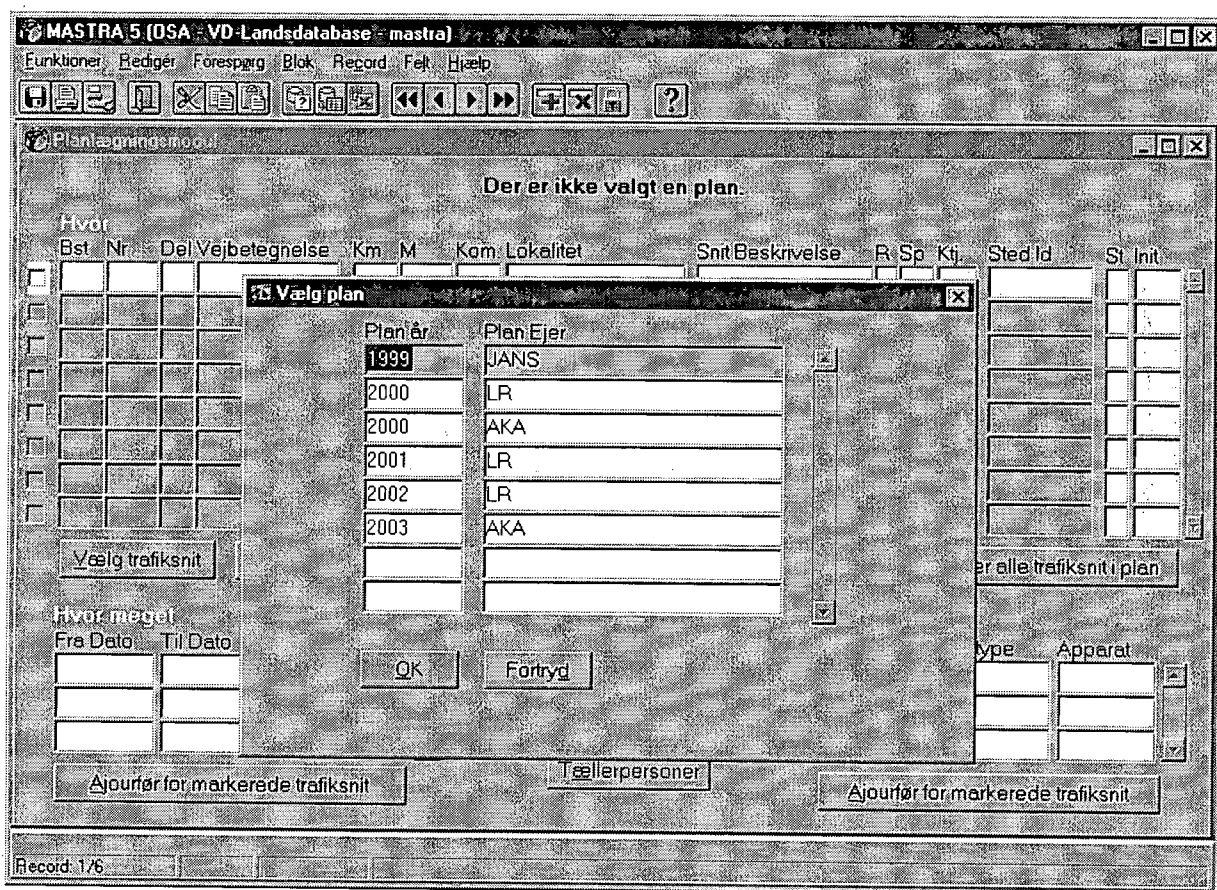 MASTRA 5 (OSA - VD-Landsdatabase - mastra)
Funktioner Redigér Forespørg Blok Record Felt Hjælp
Planlægningsmodul
Der er ikke valgt en plan.
Hvor
Bst Nr Del Vejbetegnelse Km M Kom. Lokalitet Snit Beskrivelse R Sp Ktj. Sted Id St Init
Vælg plan
Plan år Plan Ejer
1999 JANS
2000 LR
2000 AKA
2001 LR
2002 LR
2003 AKA
Vælg trafiksnit er alle trafiksnit i plan
Hvor meget
Fra Dato Til Dato ype Apparat
OK Fortryd
Tællerpersoner
Ajourfør for markerede trafiksnit Ajourfør for markerede trafiksnit
Record: 1/6